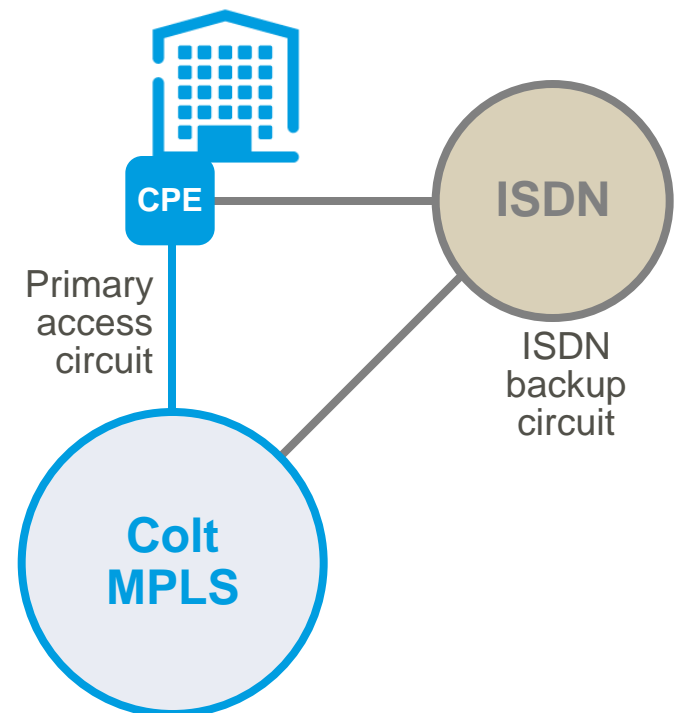 CPE
ISDN
Primary
access
circuit
ISDN
backup
circuit
Colt
MPLS